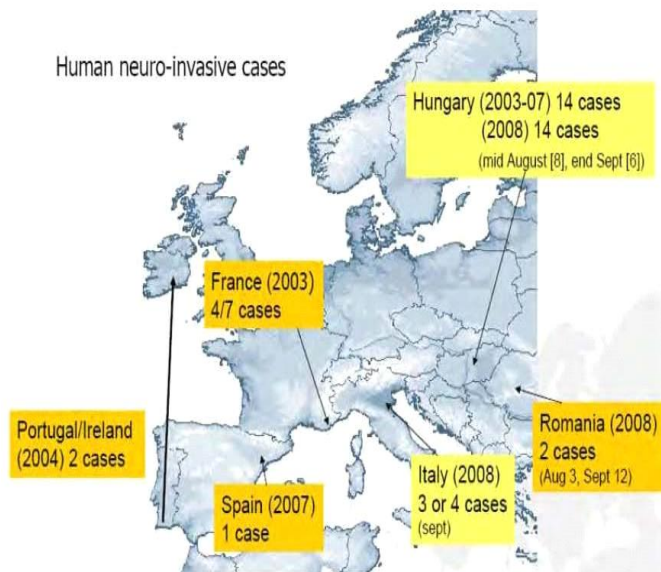 Human neuro-invasive cases
Hungary (2003-07) 14 cases
(2008) 14 cases
(mid August [8], end Sept [6])
France (2003)
4/7 cases
Portugal/Ireland
(2004) 2 cases
Spain (2007)
1 case
Italy (2008)
3 or 4 cases
(sept)
Romania (2008)
2 cases
(Aug 3, Sept 12)